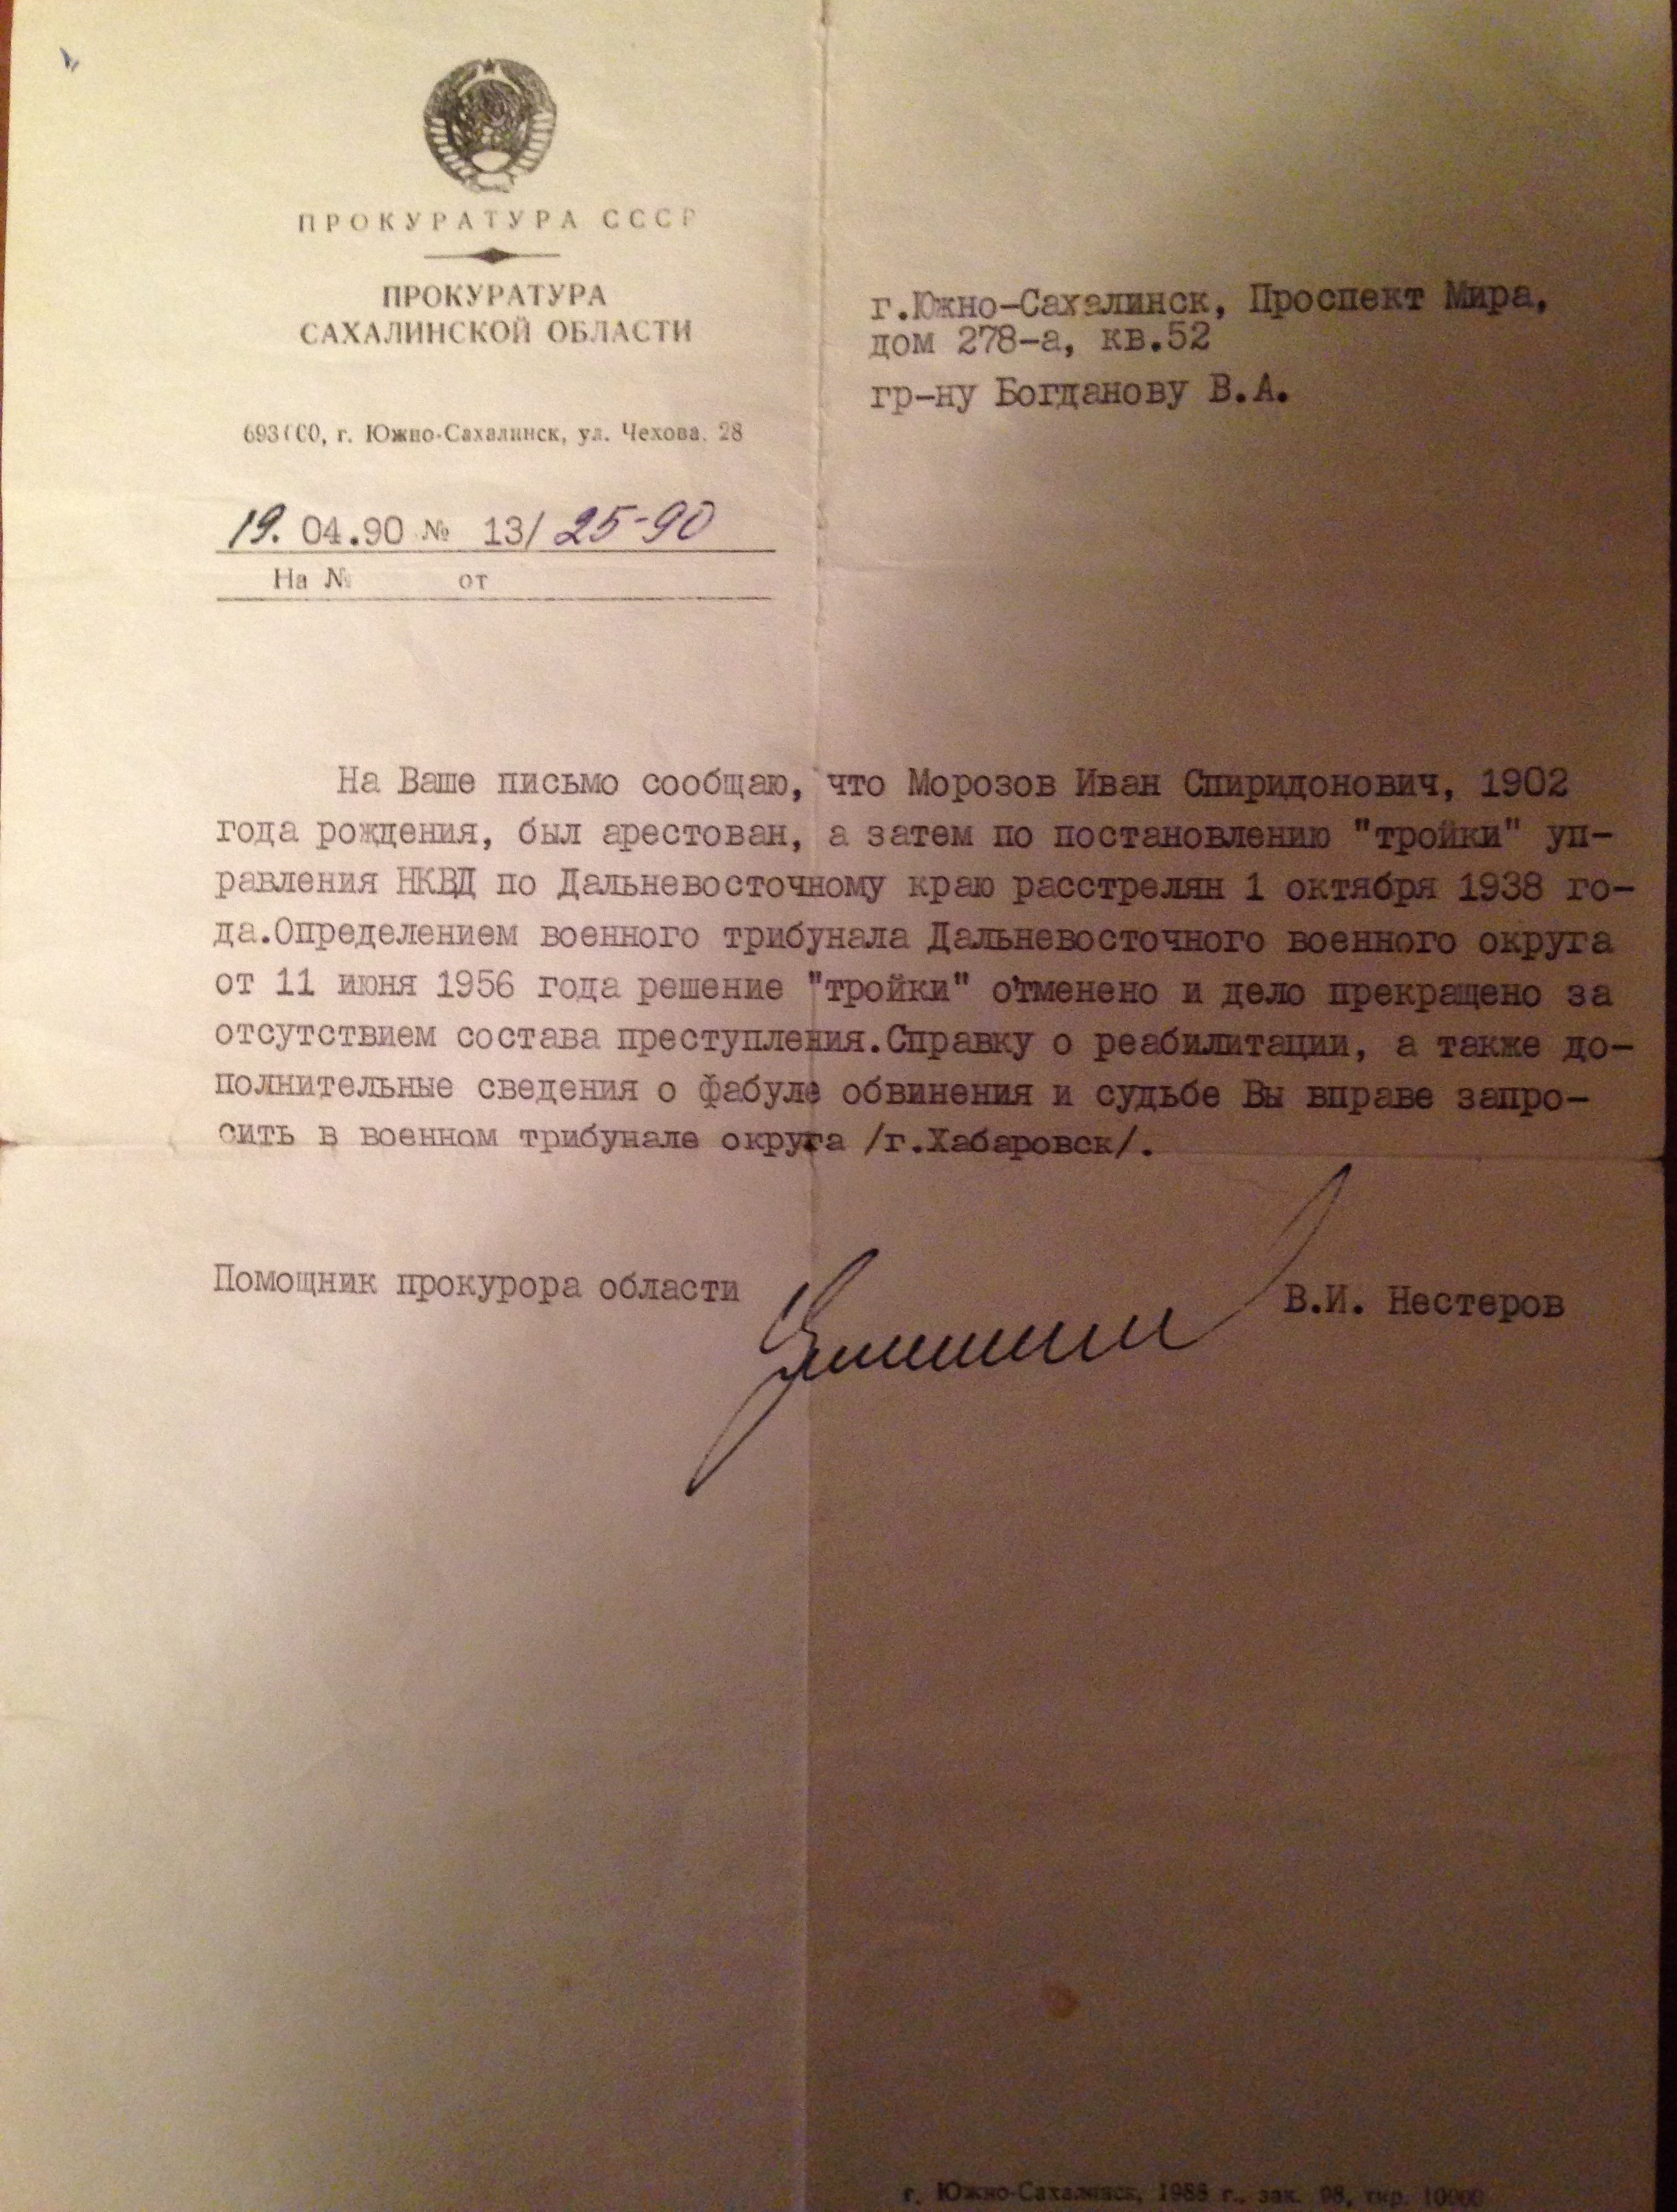 ПРОКУРАТУРА СССР
ПРОКУРАТУРА
САХАЛИНСКОЙ ОБЛАСТИ
693000, г. Южно-Сахалинск, ул. Чехова, 28
19. 04.90 № 13/ 25-90
На № от
г.Южно-Сахалинск, Проспект Мира,
дом 278-а, кв.52
гр-ну Богданову В.А.
На Ваше письмо сообщаю, что Морозов Иван Спиридонович, 1902
года рождения, был арестован, а затем по постановлению "тройки" уп-
равления НКВД по Дальневосточному краю расстрелян 1 октября 1938 го-
да.Определением военного трибунала Дальневосточного военного округа
от 11 июня 1956 года решение "тройки" отменено и дело прекращено за
отсутствием состава преступления.Справку о реабилитации, а также до-
полнительные сведения о фабуле обвинения и судьбе Вы вправе запро-
сить в военном трибунале округа /г.Хабаровск/.
Помощник прокурора области В.И. Нестеров
г. Южно-Сахалинск, г., зак. 98, тир. 10000